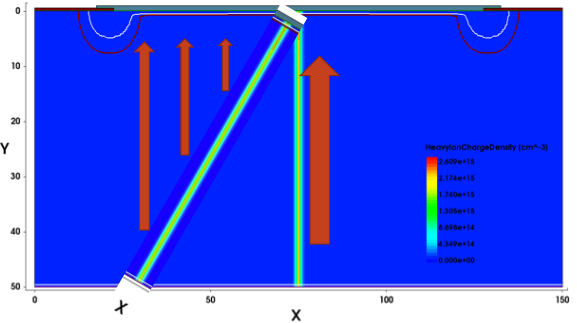 0
10
20
30
40
50
Y
HeavyIonChargeDensity (cm^-3)
2.609e+15
2.174e+15
1.740e+15
1.305e+15
8.698e+14
4.349e+14
0.000e+00
X
0
50
100
150
X